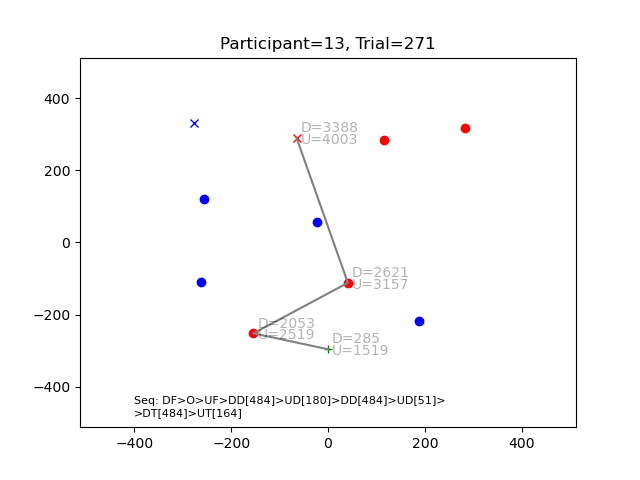 Participant=13, Trial=271
400
D=3388
U=4003
200
0
D=2621
U=3157
−200
D=2053
U=2519
D=285
U=1519
−400
Seq: DF>O>UF>DD[484]>UD[180]>DD[484]>UD[51]>
>DT[484]>UT[164]
−400 −200 0 200 400